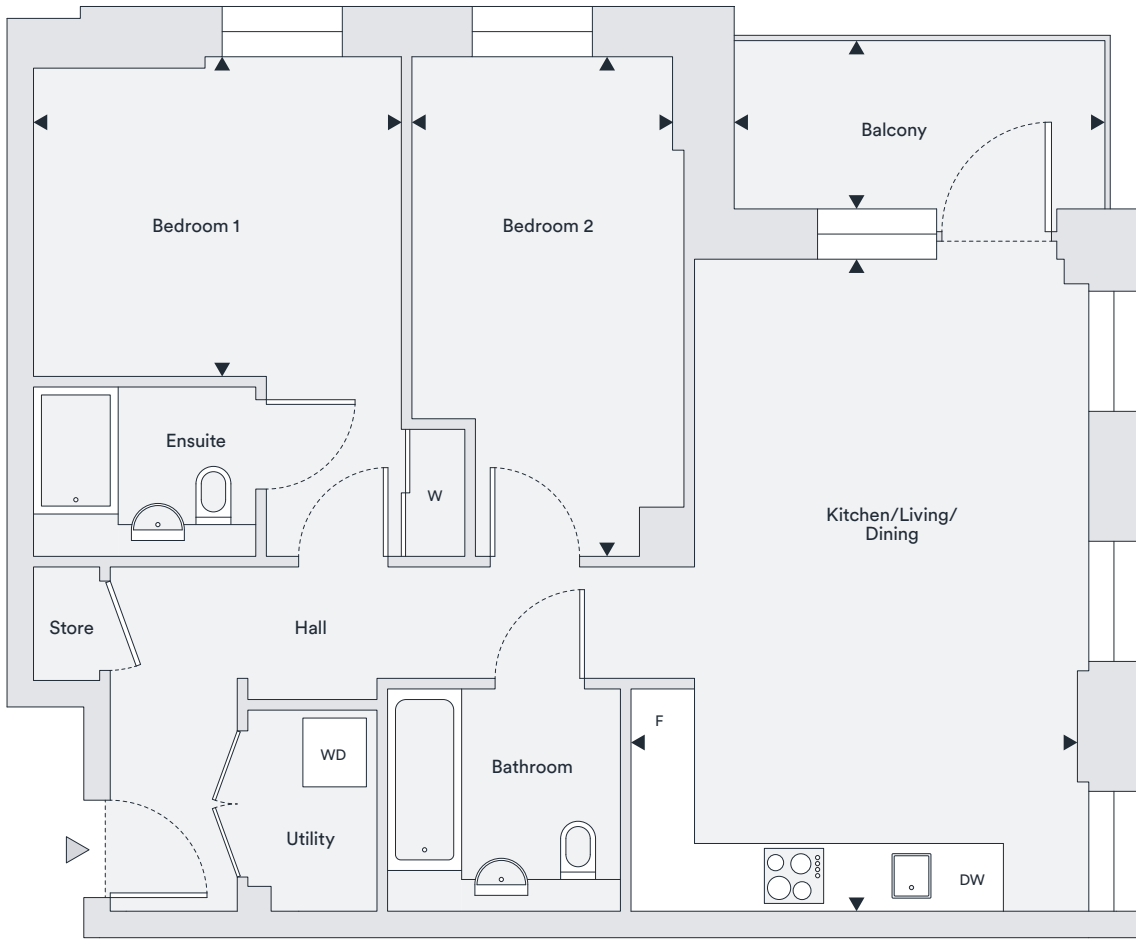 Balcony
Bedroom 1
Bedroom 2
Ensuite
W
Kitchen/Living/
Dining
Store
Hall
F
WD
Bathroom
Utility
DW